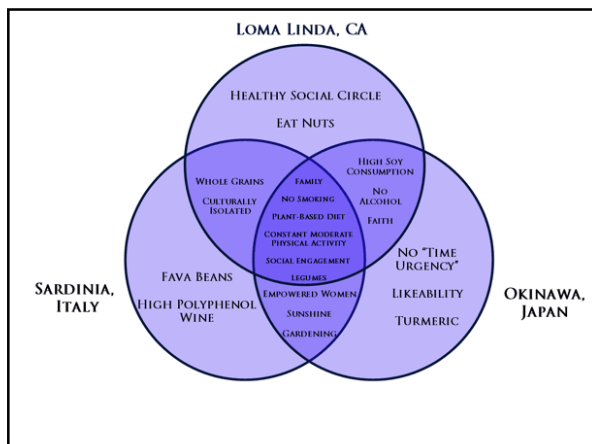 LOMA LINDA, CA
HEALTHY SOCIAL CIRCLE
EAT NUTS
HIGH SOY
CONSUMPTION
NO
ALCOHOL
FAITH
WHOLE GRAINS
CULTURALLY
ISOLATED
FAMILY
NO SMOKING
PLANT-BASED DIET
CONSTANT MODERATE
PHYSICAL ACTIVITY
SOCIAL ENGAGEMENT
LEGUMES
EMPOWERED WOMEN
SUNSHINE
GARDENING
FAVA BEANS
HIGH POLYPHENOL
WINE
SARDINIA,
ITALY
NO "TIME
URGENCY"
LIKEABILITY
TURMERIC
OKINAWA,
JAPAN